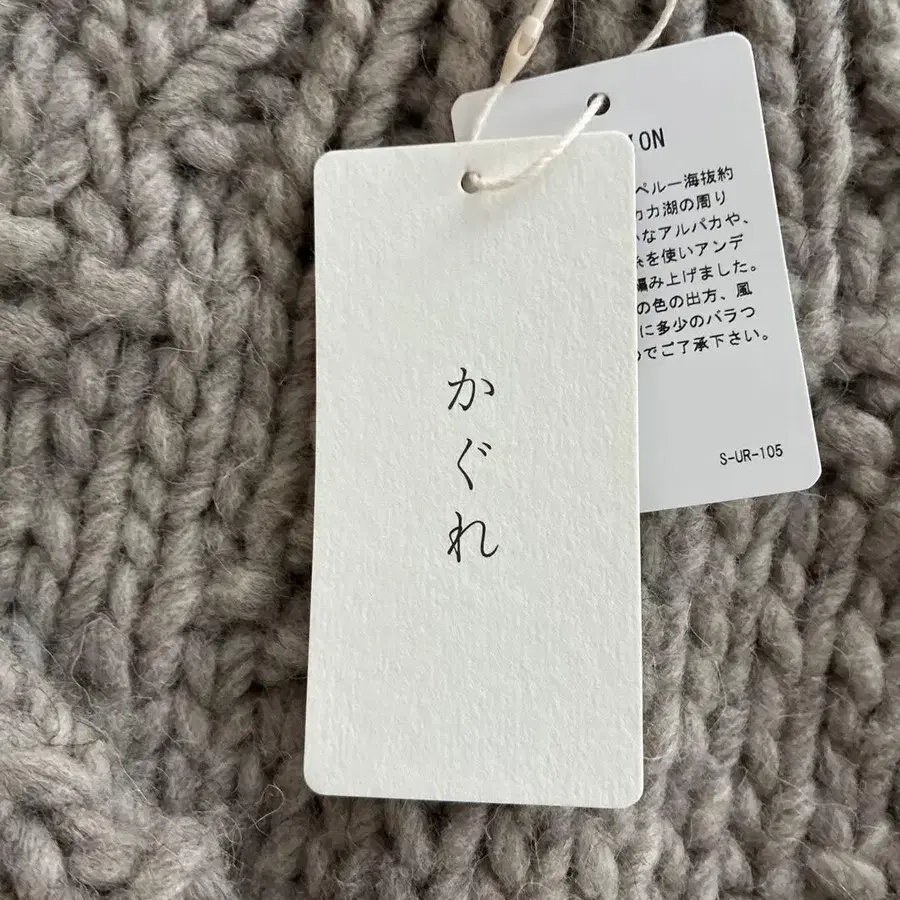 かぐれ
ION
ペルー海抜約
カカ湖の周り
なアルパカや、
を使いアンデ
編み上げました。
の色の出方、風
に多少のバラつ
のでご了承下さい。
S-UR-105